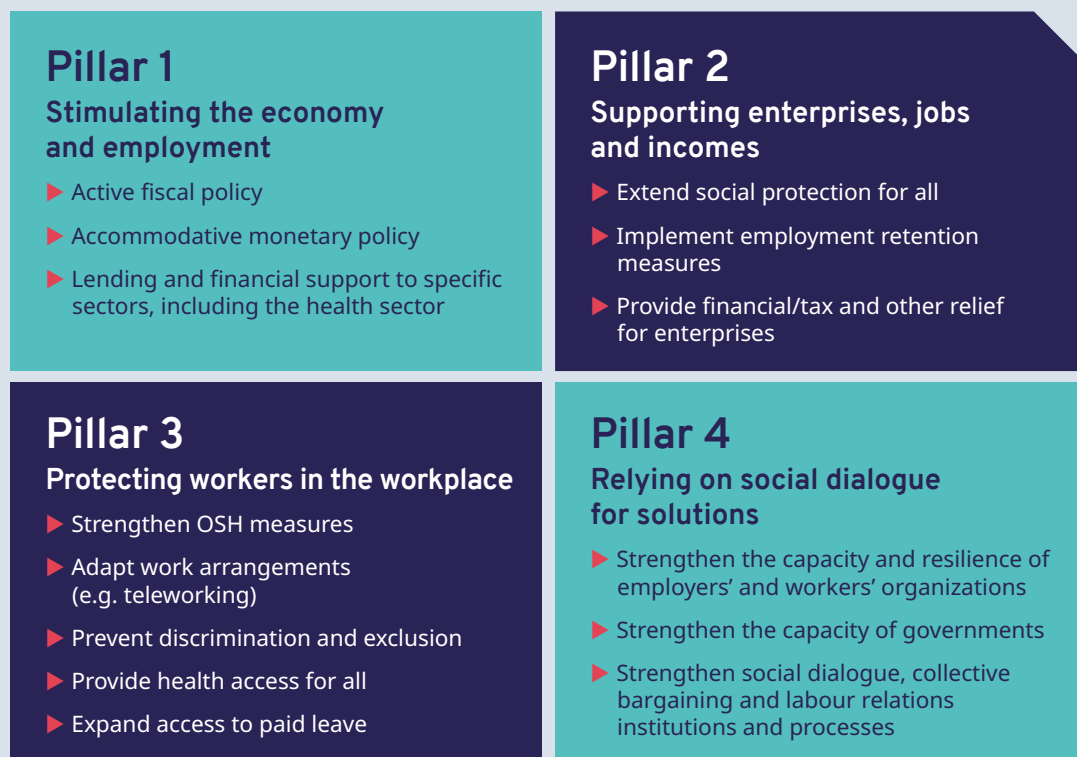 Pillar 1
Stimulating the economy
and employment
Active fiscal policy
Accommodative monetary policy
Lending and financial support to specific
sectors, including the health sector
Pillar 2
Supporting enterprises, jobs
and incomes
Extend social protection for all
Implement employment retention
measures
Provide financial/tax and other relief
for enterprises
Pillar 3
Protecting workers in the workplace
Strengthen OSH measures
Adapt work arrangements
(e.g. teleworking)
Prevent discrimination and exclusion
Provide health access for all
Expand access to paid leave
Pillar 4
Relying on social dialogue
for solutions
Strengthen the capacity and resilience of
employers’ and workers’ organizations
Strengthen the capacity of governments
Strengthen social dialogue, collective
bargaining and labour relations
institutions and processes